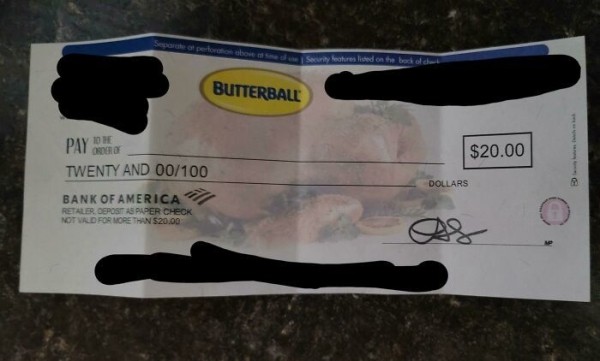 Separate at perforation above at time of use | Security features listed on the back of check
BUTTERBALL
PAY TO THE ORDER OF
$20.00
TWENTY AND 00/100
DOLLARS
BANK OF AMERICA
RETAILER, DEPOSIT AS PAPER CHECK
NOT VALID FOR MORE THAN $20.00
MP